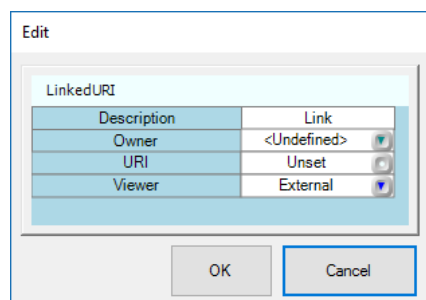 Edit
LinkedURI
Description Link
Owner <Undefined>
URI Unset
Viewer External
OK Cancel